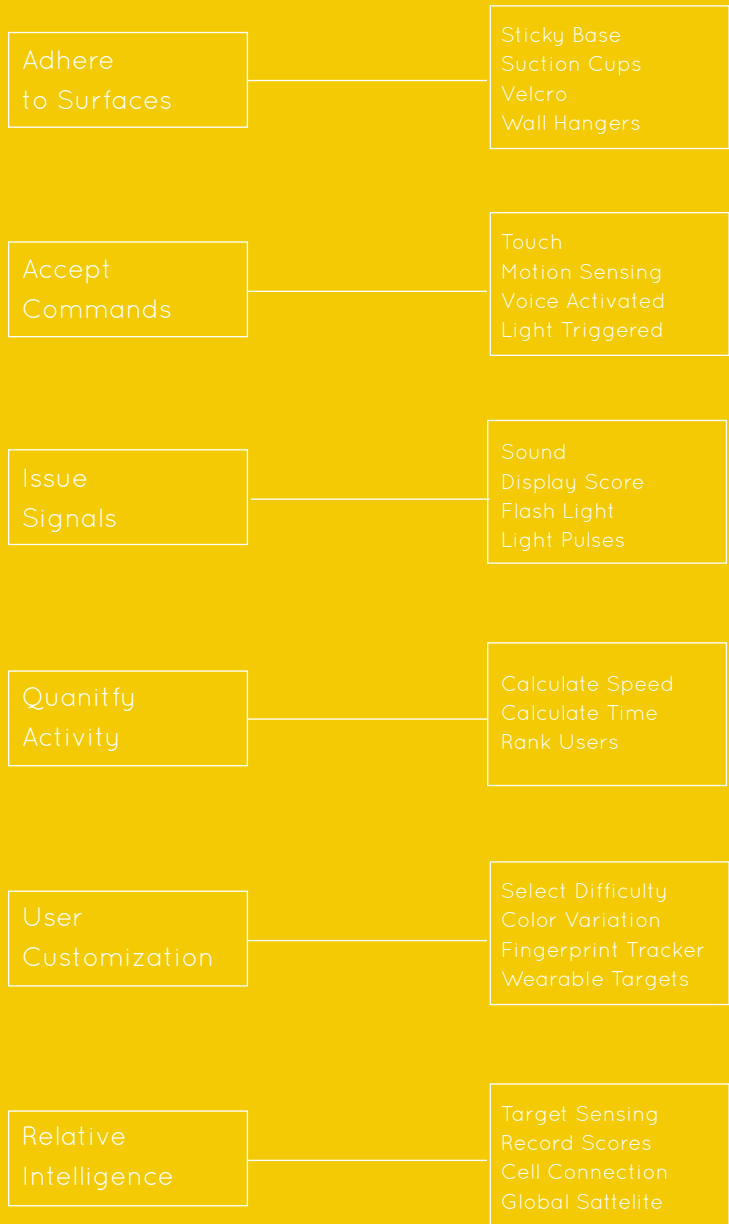 Adhere
to Surfaces
Sticky Base
Suction Cups
Velcro
Wall Hangers
Accept
Commands
Touch
Motion Sensing
Voice Activated
Light Triggered
Issue
Signals
Sound
Display Score
Flash Light
Light Pulses
Quanitfy
Activity
Calculate Speed
Calculate Time
Rank Users
User
Customization
Select Difficulty
Color Variation
Fingerprint Tracker
Wearable Targets
Relative
Intelligence
Target Sensing
Record Scores
Cell Connection
Global Sattelite